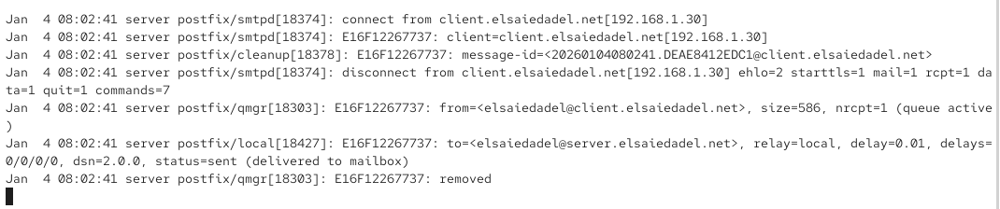 Jan  4 08:02:41 server postfix/smtpd[18374]: connect from client.elsaiedadel.net[192.168.1.30]
Jan  4 08:02:41 server postfix/smtpd[18374]: E16F12267737: client=client.elsaiedadel.net[192.168.1.30]
Jan  4 08:02:41 server postfix/cleanup[18378]: E16F12267737: message-id=<20260104080241.DEAE8412EDC1@client.elsaiedadel.net>
Jan  4 08:02:41 server postfix/smtpd[18374]: disconnect from client.elsaiedadel.net[192.168.1.30] ehlo=2 starttls=1 mail=1 rcpt=1 da
ta=1 quit=1 commands=7
Jan  4 08:02:41 server postfix/qmgr[18303]: E16F12267737: from=<elsaiedadel@client.elsaiedadel.net>, size=586, nrcpt=1 (queue active
)
Jan  4 08:02:41 server postfix/local[18427]: E16F12267737: to=<elsaiedadel@server.elsaiedadel.net>, relay=local, delay=0.01, delays=
0/0/0/0, dsn=2.0.0, status=sent (delivered to mailbox)
Jan  4 08:02:41 server postfix/qmgr[18303]: E16F12267737: removed